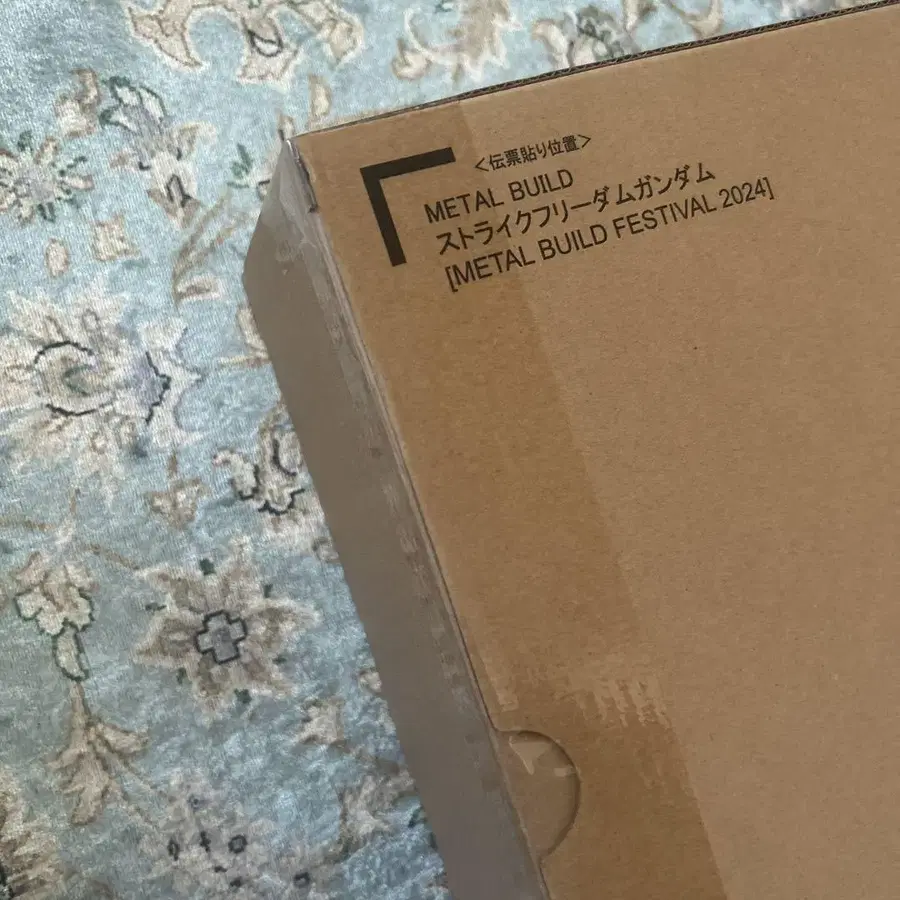 <伝票貼り位置>
METAL BUILD
ストライクフリーダムガンダム
[METAL BUILD FESTIVAL 2024]